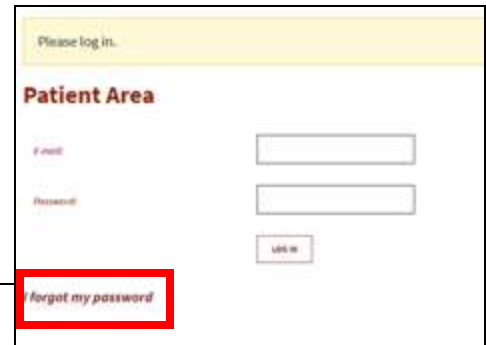 Please log in.
Patient Area
E-mail:
Password:
LOG IN
I forgot my password